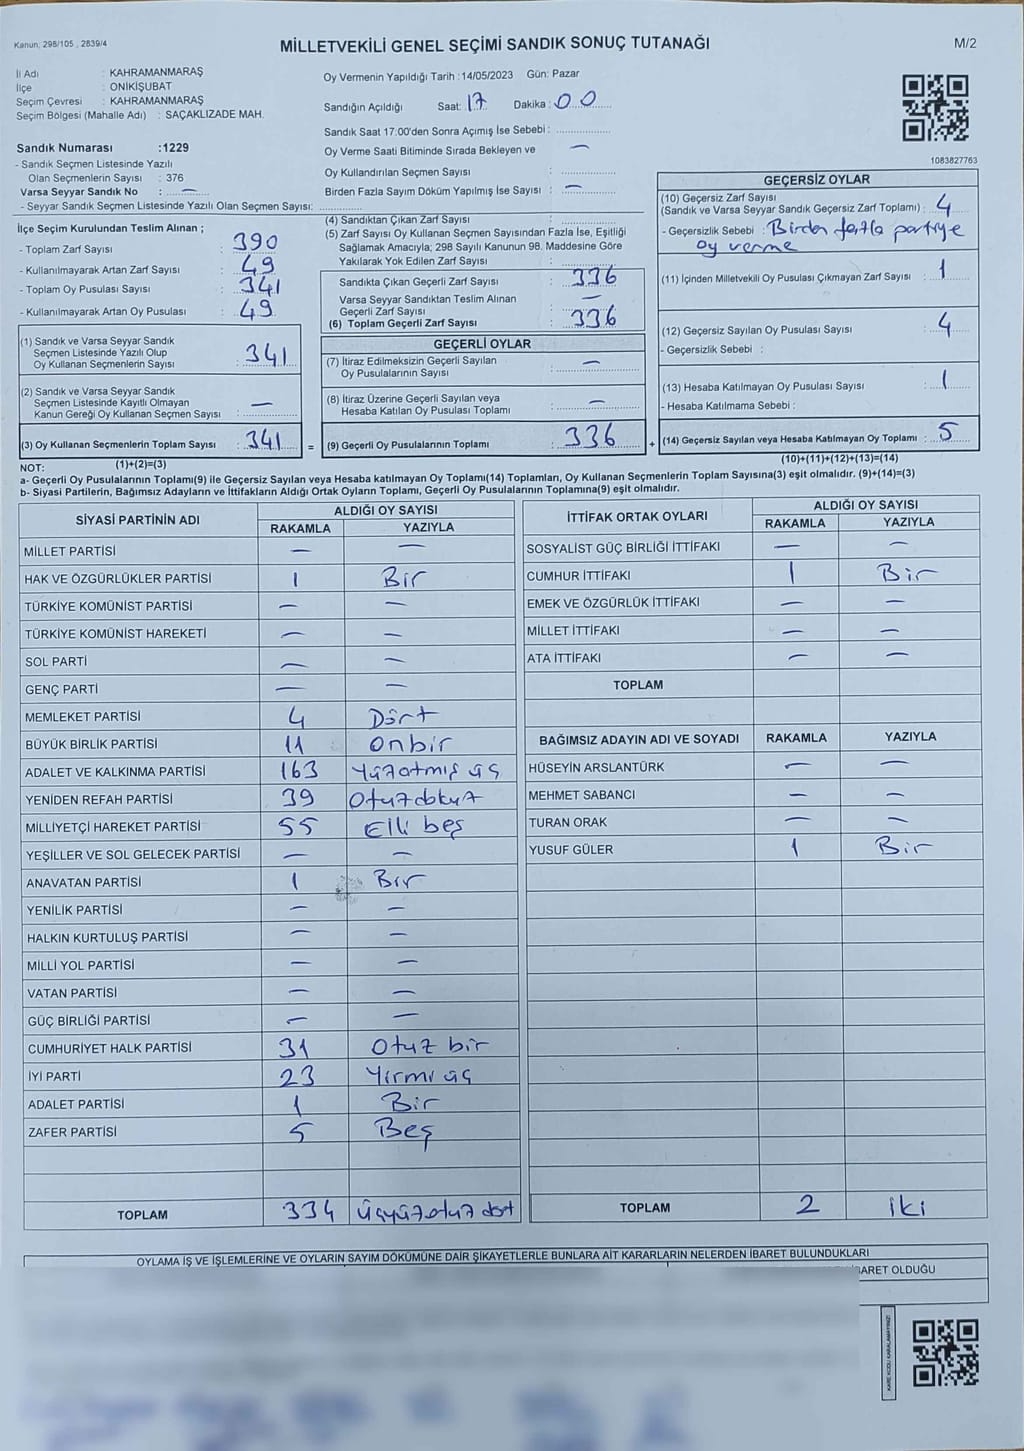 Kanun; 298/105 , 2839/4
MİLLETVEKİLİ GENEL SEÇİMİ SANDIK SONUÇ TUTANAĞI
M/2
İl Adı : KAHRAMANMARAŞ
İlçe : ONİKİŞUBAT
Seçim Çevresi : KAHRAMANMARAŞ
Seçim Bölgesi (Mahalle Adı) : SAÇAKLIZADE MAH.
Sandık Numarası :1229
- Sandık Seçmen Listesinde Yazılı
Olan Seçmenlerin Sayısı : 376
Varsa Seyyar Sandık No : —
- Seyyar Sandık Seçmen Listesinde Yazılı Olan Seçmen Sayısı:
Oy Vermenin Yapıldığı Tarih :14/05/2023 Gün: Pazar
Sandığın Açıldığı Saat: 17 Dakika : 00
Sandık Saat 17:00'den Sonra Açımış İse Sebebi :
Oy Verme Saati Bitiminde Sırada Bekleyen ve —
Oy Kullandırılan Seçmen Sayısı
Birden Fazla Sayım Döküm Yapılmış İse Sayısı : —
1083827763
İlçe Seçim Kurulundan Teslim Alınan ;
- Toplam Zarf Sayısı : 390
- Kullanılmayarak Artan Zarf Sayısı : 49
- Toplam Oy Pusulası Sayısı : 341
- Kullanılmayarak Artan Oy Pusulası : 49
(1) Sandık ve Varsa Seyyar Sandık
Seçmen Listesinde Yazılı Olup
Oy Kullanan Seçmenlerin Sayısı : 341
(2) Sandık ve Varsa Seyyar Sandık
Seçmen Listesinde Kayıtlı Olmayan
Kanun Gereği Oy Kullanan Seçmen Sayısı : —
(3) Oy Kullanan Seçmenlerin Toplam Sayısı : 341
(4) Sandıktan Çıkan Zarf Sayısı :
(5) Zarf Sayısı Oy Kullanan Seçmen Sayısından Fazla İse, Eşitliği
Sağlamak Amacıyla; 298 Sayılı Kanunun 98. Maddesine Göre
Yakılarak Yok Edilen Zarf Sayısı :
Sandıkta Çıkan Geçerli Zarf Sayısı : 336
Varsa Seyyar Sandıktan Teslim Alınan
Geçerli Zarf Sayısı : —
(6) Toplam Geçerli Zarf Sayısı : 336
GEÇERLİ OYLAR
(7) İtiraz Edilmeksizin Geçerli Sayılan
Oy Pusulalarının Sayısı : —
(8) İtiraz Üzerine Geçerli Sayılan veya
Hesaba Katılan Oy Pusulası Toplamı : —
= (9) Geçerli Oy Pusulalarının Toplamı : 336
GEÇERSİZ OYLAR
(10) Geçersiz Zarf Sayısı
(Sandık ve Varsa Seyyar Sandık Geçersiz Zarf Toplamı) : 4
- Geçersizlik Sebebi : Birden fazla partiye
oy verme
(11) İçinden Milletvekili Oy Pusulası Çıkmayan Zarf Sayısı : 1
(12) Geçersiz Sayılan Oy Pusulası Sayısı : 4
- Geçersizlik Sebebi :
(13) Hesaba Katılmayan Oy Pusulası Sayısı : 1
- Hesaba Katılmama Sebebi :
+ (14) Geçersiz Sayılan veya Hesaba Katılmayan Oy Toplamı : 5
NOT: (1)+(2)=(3)
(10)+(11)+(12)+(13)=(14)
a- Geçerli Oy Pusulalarının Toplamı(9) ile Geçersiz Sayılan veya Hesaba katılmayan Oy Toplamı(14) Toplamları, Oy Kullanan Seçmenlerin Toplam Sayısına(3) eşit olmalıdır. (9)+(14)=(3)
b- Siyasi Partilerin, Bağımsız Adayların ve İttifakların Aldığı Ortak Oyların Toplamı, Geçerli Oy Pusulalarının Toplamına(9) eşit olmalıdır.
SİYASİ PARTİNİN ADI ALDIĞI OY SAYISI
RAKAMLA YAZIYLA
MİLLET PARTİSİ — —
HAK VE ÖZGÜRLÜKLER PARTİSİ 1 Bir
TÜRKİYE KOMÜNİST PARTİSİ — —
TÜRKİYE KOMÜNİST HAREKETİ — —
SOL PARTİ — —
GENÇ PARTİ — —
MEMLEKET PARTİSİ 4 Dört
BÜYÜK BİRLİK PARTİSİ 11 onbir
ADALET VE KALKINMA PARTİSİ 163 Yüzatmış üç
YENİDEN REFAH PARTİSİ 39 Otuzdokuz
MİLLİYETÇİ HAREKET PARTİSİ 55 Elli beş
YEŞİLLER VE SOL GELECEK PARTİSİ — —
ANAVATAN PARTİSİ 1 Bir
YENİLİK PARTİSİ — —
HALKIN KURTULUŞ PARTİSİ — —
MİLLİ YOL PARTİSİ — —
VATAN PARTİSİ — —
GÜÇ BİRLİĞİ PARTİSİ — —
CUMHURİYET HALK PARTİSİ 31 Otuz bir
İYİ PARTİ 23 Yirmi üç
ADALET PARTİSİ 1 Bir
ZAFER PARTİSİ 5 Beş
TOPLAM 334 Üçyüzotuz dört
İTTİFAK ORTAK OYLARI ALDIĞI OY SAYISI
RAKAMLA YAZIYLA
SOSYALİST GÜÇ BİRLİĞİ İTTİFAKI — —
CUMHUR İTTİFAKI 1 Bir
EMEK VE ÖZGÜRLÜK İTTİFAKI — —
MİLLET İTTİFAKI — —
ATA İTTİFAKI — —
TOPLAM
BAĞIMSIZ ADAYIN ADI VE SOYADI RAKAMLA YAZIYLA
HÜSEYİN ARSLANTÜRK — —
MEHMET SABANCI — —
TURAN ORAK — —
YUSUF GÜLER 1 Bir
TOPLAM 2 iki
OYLAMA İŞ VE İŞLEMLERİNE VE OYLARIN SAYIM DÖKÜMÜNE DAİR ŞİKAYETLERLE BUNLARA AİT KARARLARIN NELERDEN İBARET BULUNDUKLARI
BARET OLDUĞU
KARE KODU KARALAMAYINIZ!